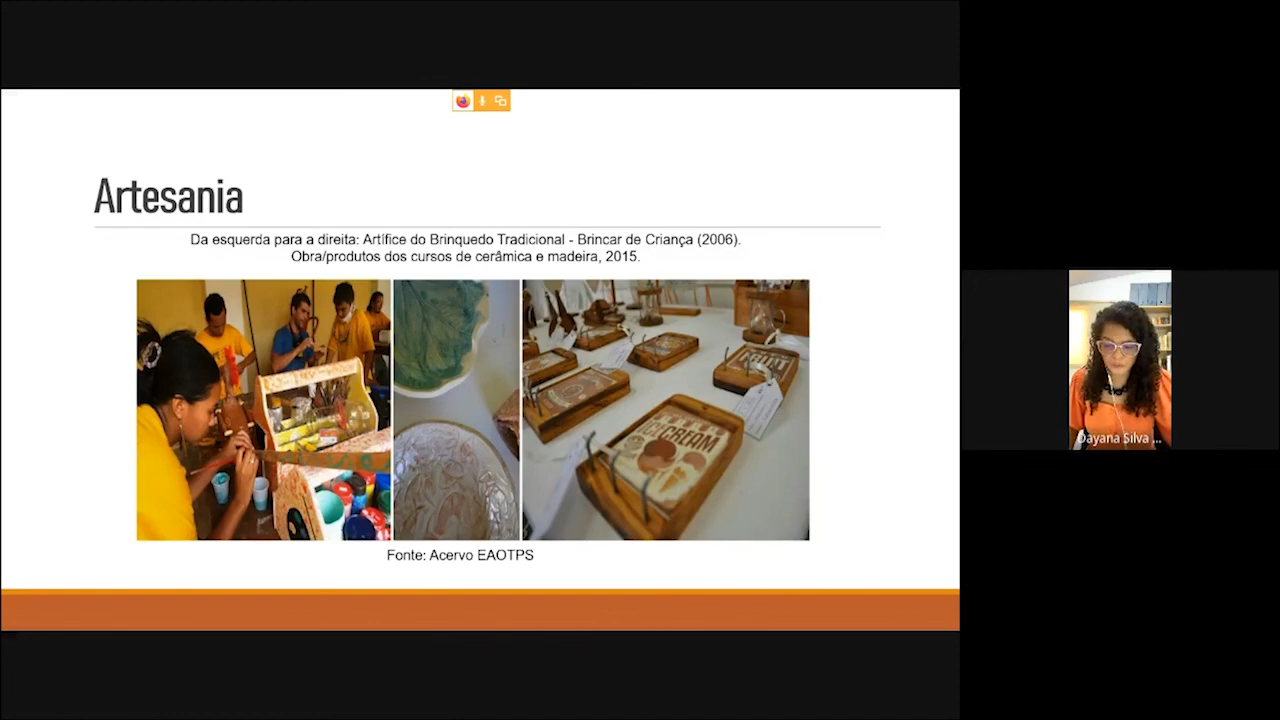 Artesania
Da esquerda para a direita: Artífice do Brinquedo Tradicional - Brincar de Criança (2006).
Obra/produtos dos cursos de cerâmica e madeira, 2015.
ICECREAM
Fonte: Acervo EAOTPS
Dayana Silva ...